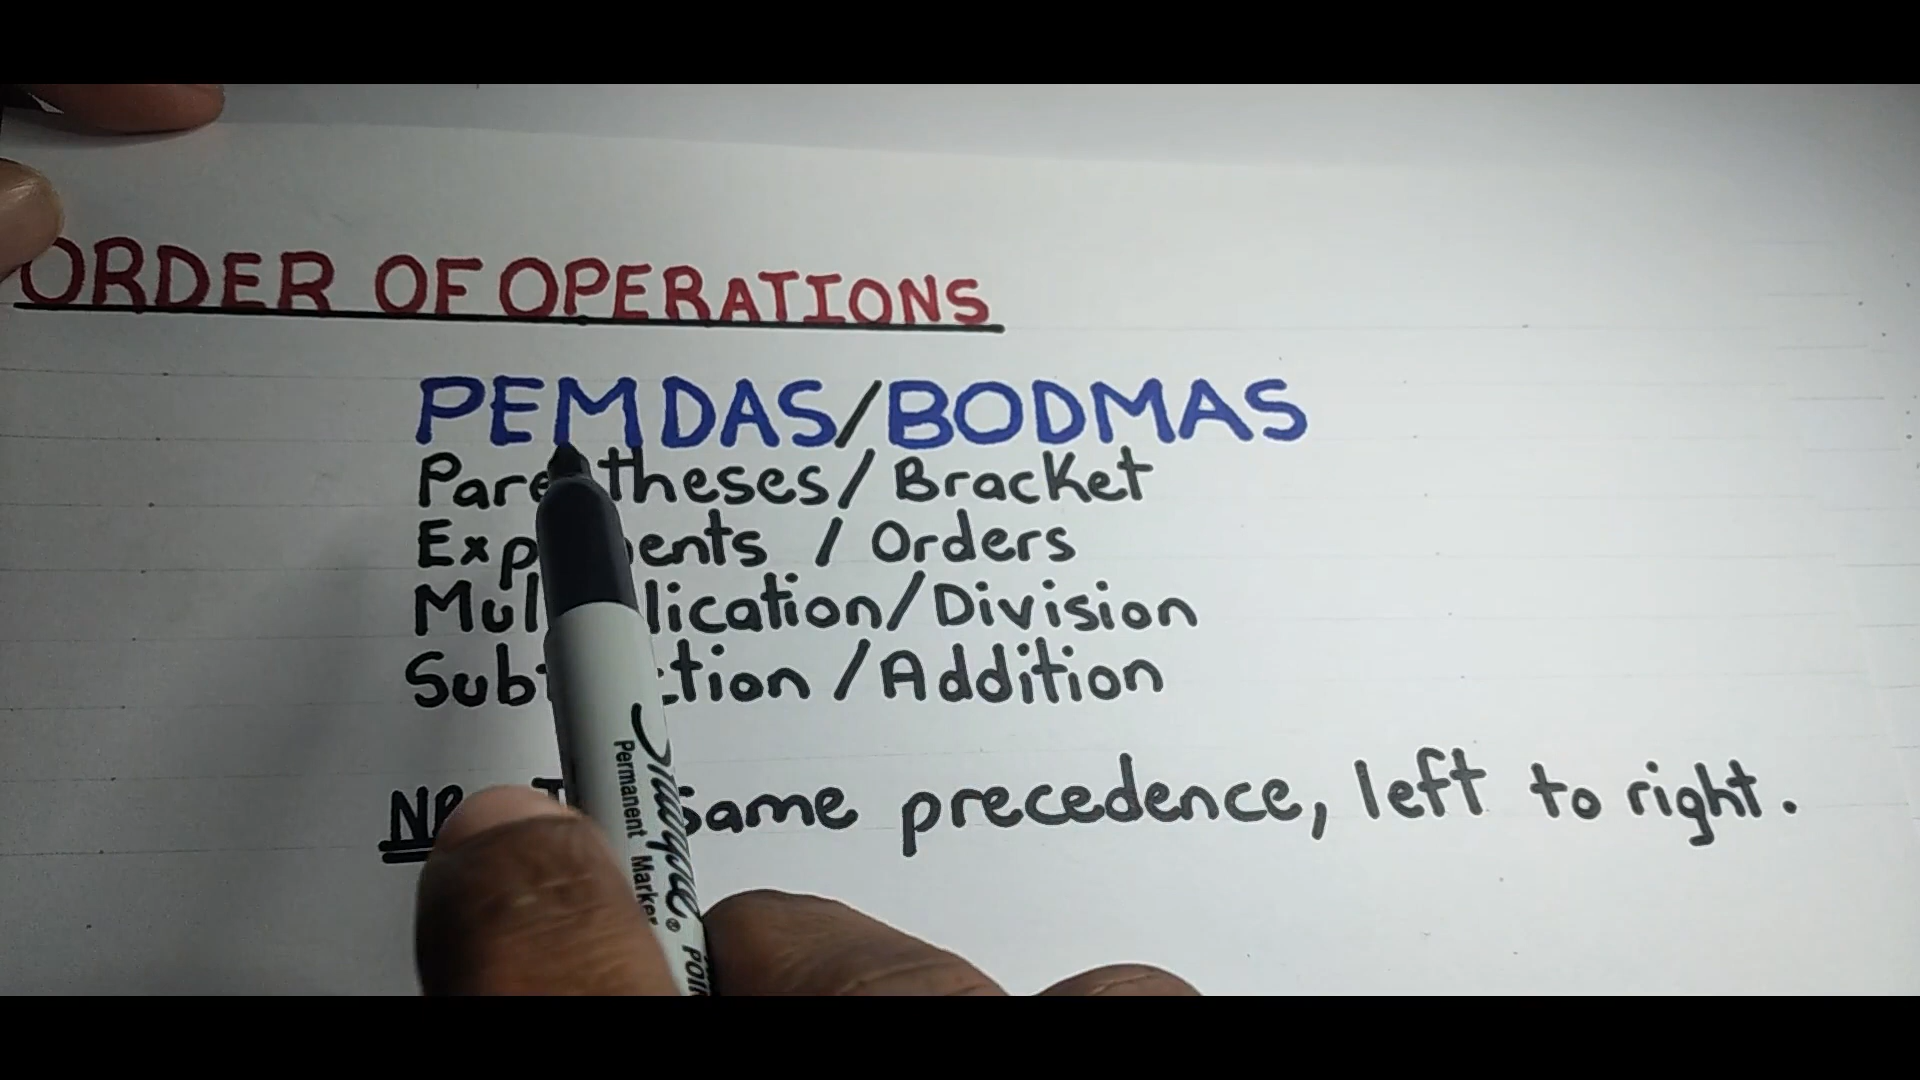 ORDER OF OPERATIONS
PEMDAS/BODMAS
Parentheses/Bracket
Exponents / Orders
Multiplication/Division
Subtraction/Addition
same precedence, left to right.
Sharpie®
Permanent Marker